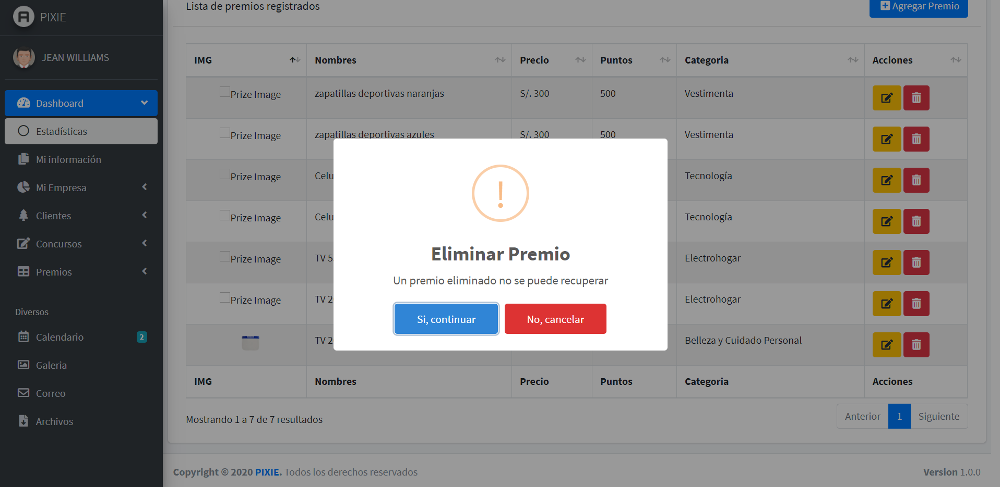 PIXIE
JEAN WILLIAMS
Dashboard
Estadísticas
Mi información
Mi Empresa
Clientes
Concursos
Premios
Diversos
Calendario 2
Galeria
Correo
Archivos
Lista de premios registrados
Agregar Premio
IMG Nombres Precio Puntos Categoria Acciones
Prize Image zapatillas deportivas naranjas S/. 300 500 Vestimenta
Prize Image zapatillas deportivas azules S/. 300 500 Vestimenta
Prize Image Celu Tecnología
Prize Image Celu Tecnología
Prize Image TV 5 Electrohogar
Prize Image TV 2 Electrohogar
TV 2 Belleza y Cuidado Personal
IMG Nombres Precio Puntos Categoria Acciones
Mostrando 1 a 7 de 7 resultados
Anterior 1 Siguiente
!
Eliminar Premio
Un premio eliminado no se puede recuperar
Si, continuar
No, cancelar
Copyright © 2020 PIXIE. Todos los derechos reservados
Version 1.0.0